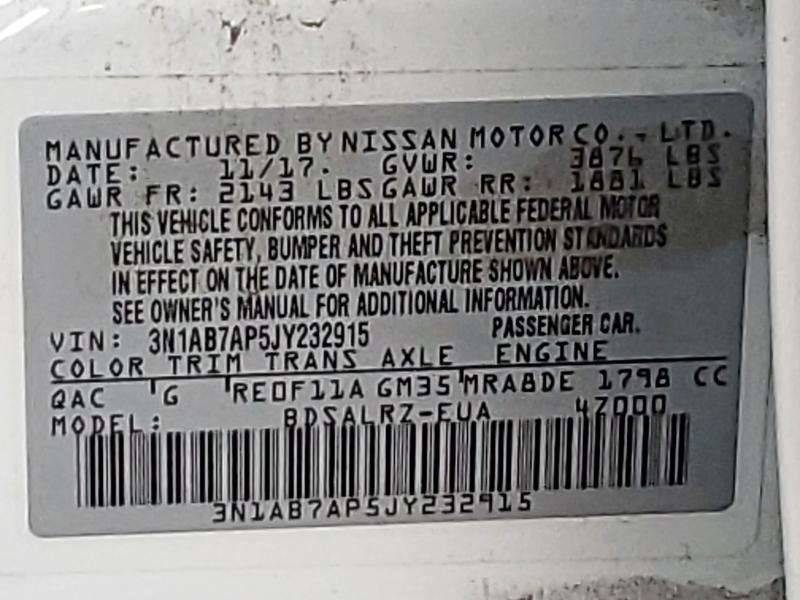 MANUFACTURED BY NISSAN MOTOR CO., LTD.
DATE: 11/17. GVWR: 3876 LBS
GAWR FR: 2143 LBS GAWR RR: 1881 LBS
THIS VEHICLE CONFORMS TO ALL APPLICABLE FEDERAL MOTOR
VEHICLE SAFETY, BUMPER AND THEFT PREVENTION STANDARDS
IN EFFECT ON THE DATE OF MANUFACTURE SHOWN ABOVE.
SEE OWNER'S MANUAL FOR ADDITIONAL INFORMATION.
VIN: 3N1AB7AP5JY232915 PASSENGER CAR.
COLOR TRIM TRANS AXLE ENGINE
QAC G RE0F11A GM35 MRA8DE 1798 CC
MODEL: BDSALRZ-EUA 4Z000
3N1AB7AP5JY232915